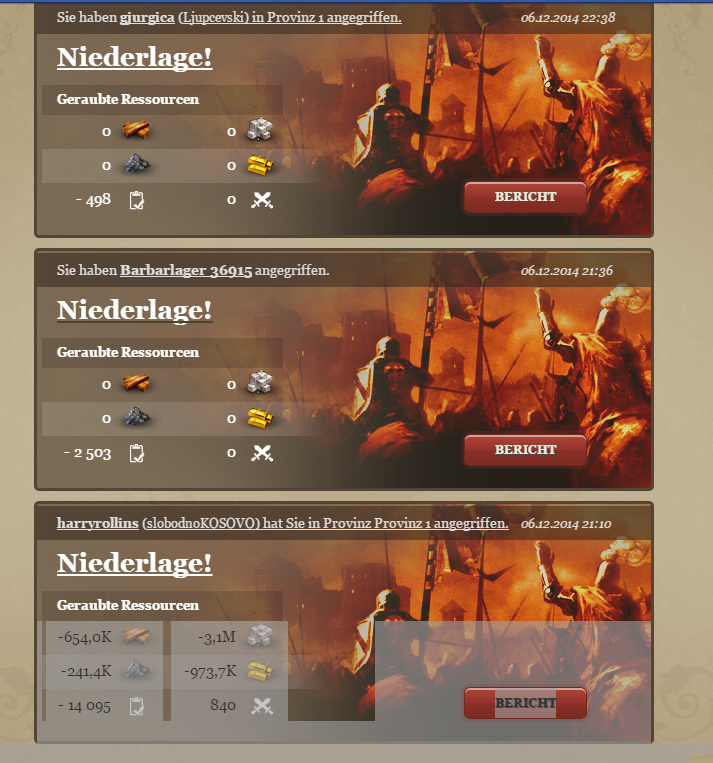 Sie haben gjurgica (Ljupcevski) in Provinz 1 angegriffen. 06.12.2014 22:38
Niederlage!
Geraubte Ressourcen
0 0
0 0
- 498 0
BERICHT
Sie haben Barbarlager 36915 angegriffen. 06.12.2014 21:36
Niederlage!
Geraubte Ressourcen
0 0
0 0
- 2 503 0
BERICHT
harryrollins (slobodnoKOSOVO) hat Sie in Provinz Provinz 1 angegriffen. 06.12.2014 21:10
Niederlage!
Geraubte Ressourcen
-654,0K -3,1M
-241,4K -973,7K
- 14 095 840
BERICHT